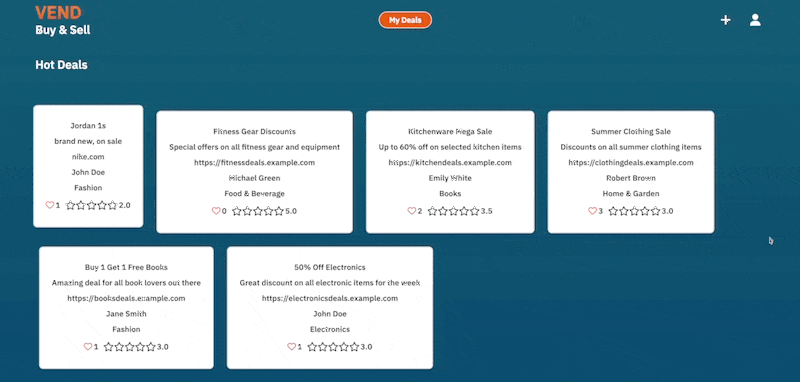 VEND
Buy & Sell
My Deals
Hot Deals
Jordan 1s
brand new, on sale
nike.com
John Doe
Fashion
1 2.0
Fitness Gear Discounts
Special offers on all fitness gear and equipment
https://fitnessdeals.example.com
Michael Green
Food & Beverage
0 5.0
Kitchenware Mega Sale
Up to 60% off on selected kitchen items
https://kitchendeals.example.com
Emily White
Books
2 3.5
Summer Clothing Sale
Discounts on all summer clothing items
https://clothingdeals.example.com
Robert Brown
Home & Garden
3 3.0
Buy 1 Get 1 Free Books
Amazing deal for all book lovers out there
https://booksdeals.example.com
Jane Smith
Fashion
1 3.0
50% Off Electronics
Great discount on all electronic items for the week
https://electronicsdeals.example.com
John Doe
Electronics
1 3.0